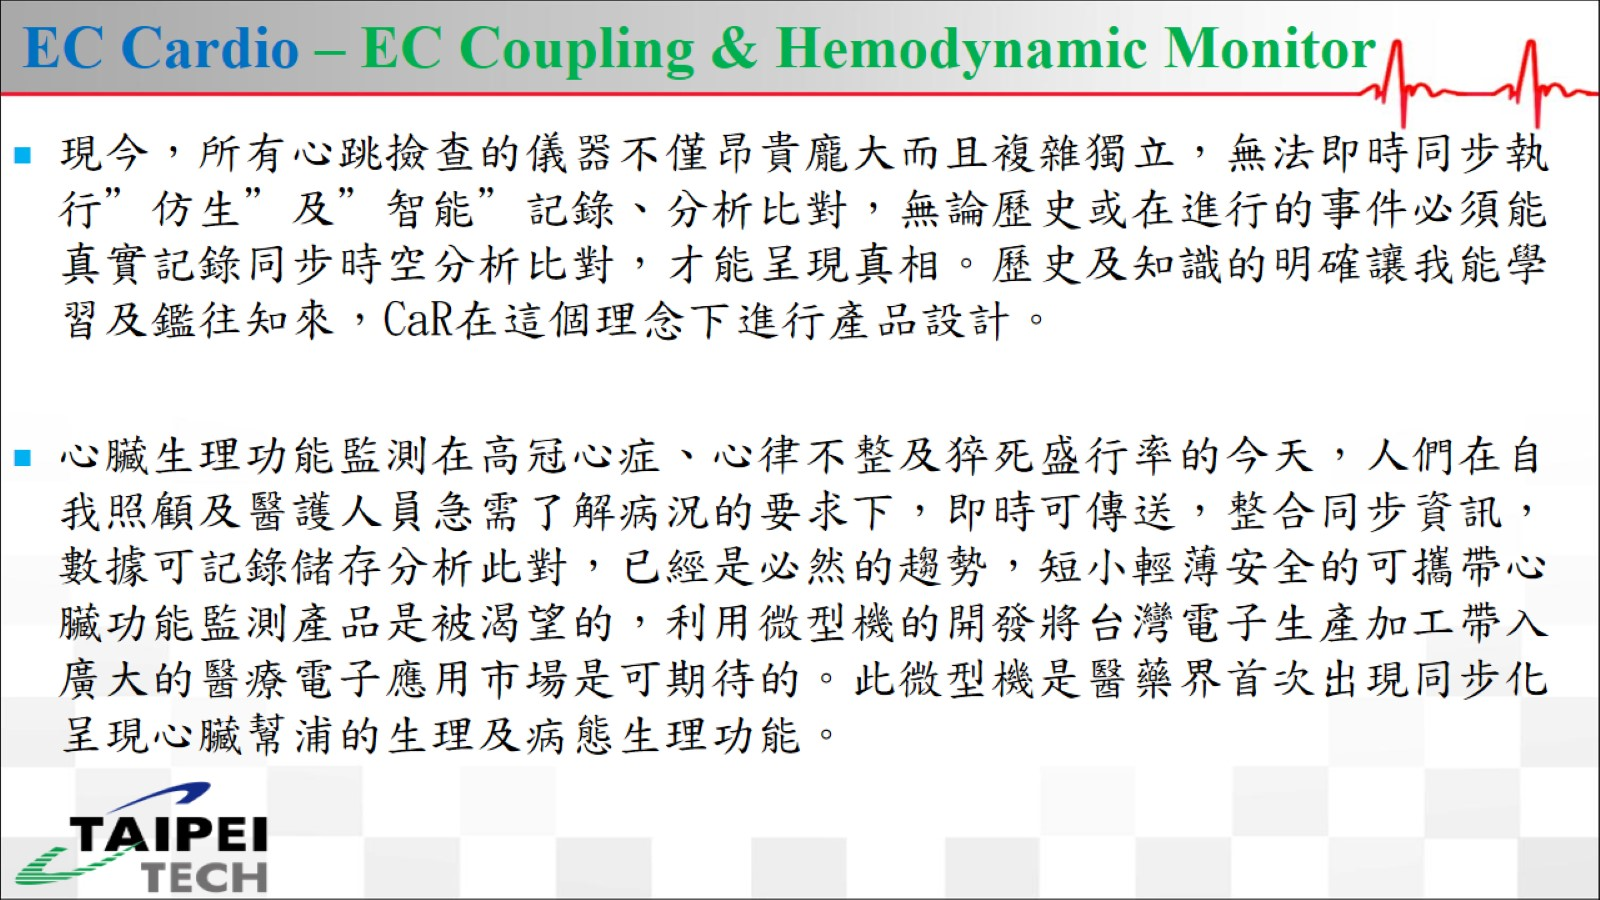 EC Cardio – EC Coupling & Hemodynamic Monitor
現今，所有心跳撿查的儀器不僅昂貴龐大而且複雜獨立，無法即時同步執
行”仿生”及”智能”記錄、分析比對，無論歷史或在進行的事件必須能
真實記錄同步時空分析比對，才能呈現真相。歷史及知識的明確讓我能學
習及鑑往知來，CaR在這個理念下進行產品設計。
心臟生理功能監測在高冠心症、心律不整及猝死盛行率的今天，人們在自
我照顧及醫護人員急需了解病況的要求下，即時可傳送，整合同步資訊，
數據可記錄儲存分析此對，已經是必然的趨勢，短小輕薄安全的可攜帶心
臟功能監測產品是被渴望的，利用微型機的開發將台灣電子生產加工帶入
廣大的醫療電子應用市場是可期待的。此微型機是醫藥界首次出現同步化
呈現心臟幫浦的生理及病態生理功能。
TAIPEI
TECH